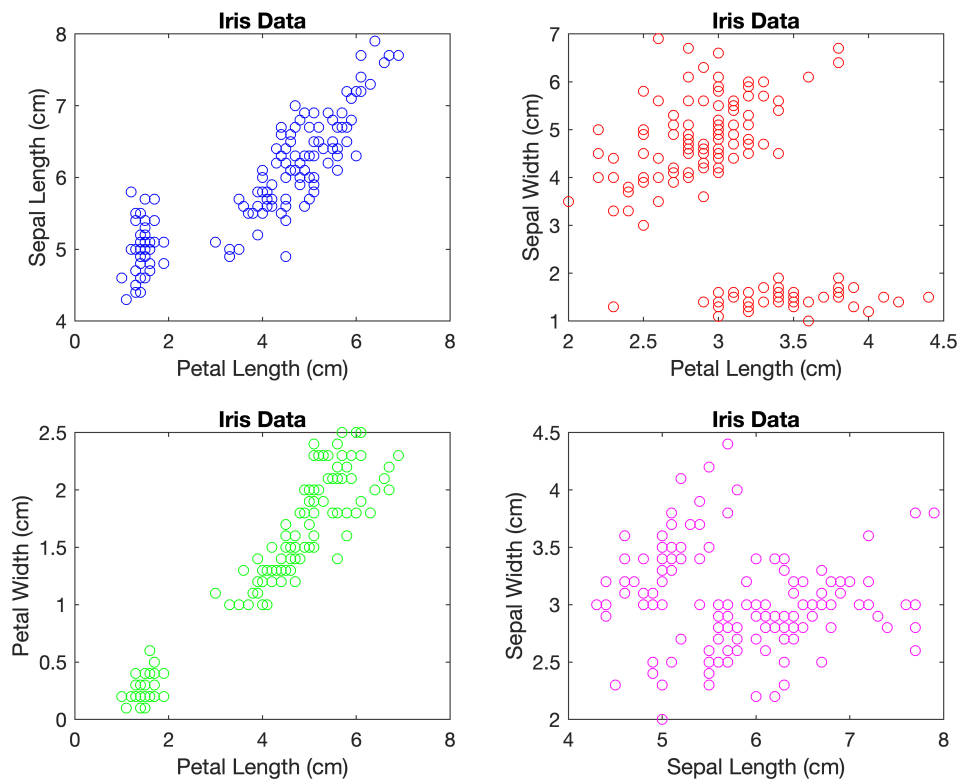 Iris Data
8
7
6
5
4
Sepal Length (cm)
0 2 4 6 8
Petal Length (cm)
Iris Data
7
6
5
4
3
2
1
Sepal Width (cm)
2 2.5 3 3.5 4 4.5
Petal Length (cm)
Iris Data
2.5
2
1.5
1
0.5
0
Petal Width (cm)
0 2 4 6 8
Petal Length (cm)
Iris Data
4.5
4
3.5
3
2.5
2
Sepal Width (cm)
4 5 6 7 8
Sepal Length (cm)